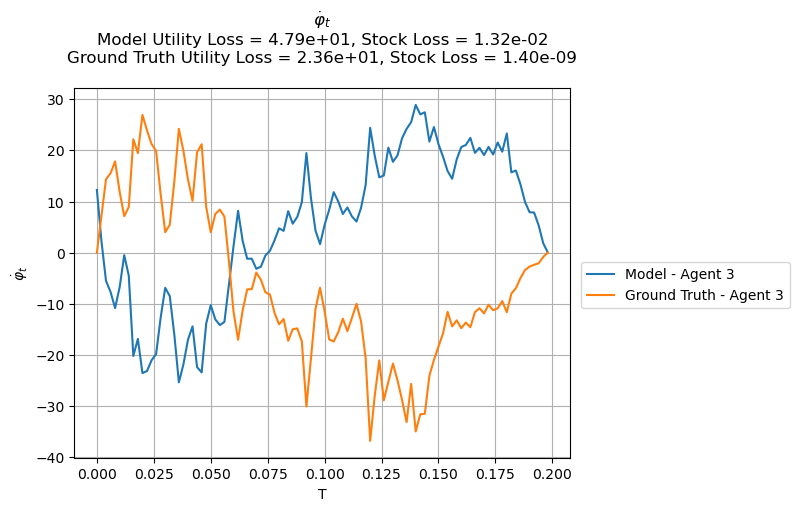 φ̇ₜ
Model Utility Loss = 4.79e+01, Stock Loss = 1.32e-02
Ground Truth Utility Loss = 2.36e+01, Stock Loss = 1.40e-09
30
20
10
0
−10
−20
−30
−40
φ̇ₜ
0.000 0.025 0.050 0.075 0.100 0.125 0.150 0.175 0.200
T
Model - Agent 3
Ground Truth - Agent 3